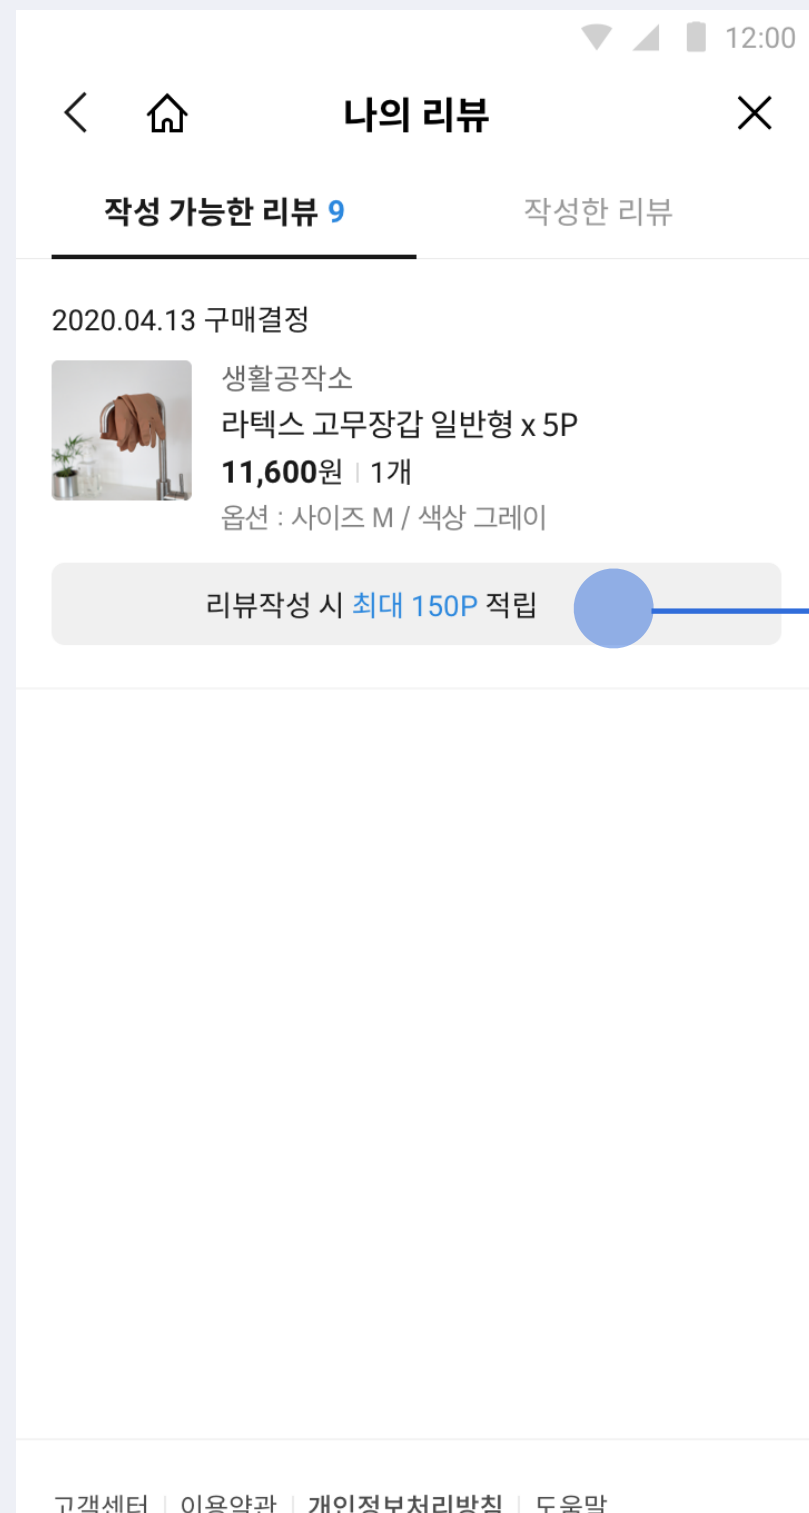 12:00
나의 리뷰
작성 가능한 리뷰 9 작성한 리뷰
2020.04.13 구매결정
생활공작소
라텍스 고무장갑 일반형 x 5P
11,600원 | 1개
옵션 : 사이즈 M / 색상 그레이
리뷰작성 시 최대 150P 적립
고객센터 | 이용약관 | 개인정보처리방침 | 도움말